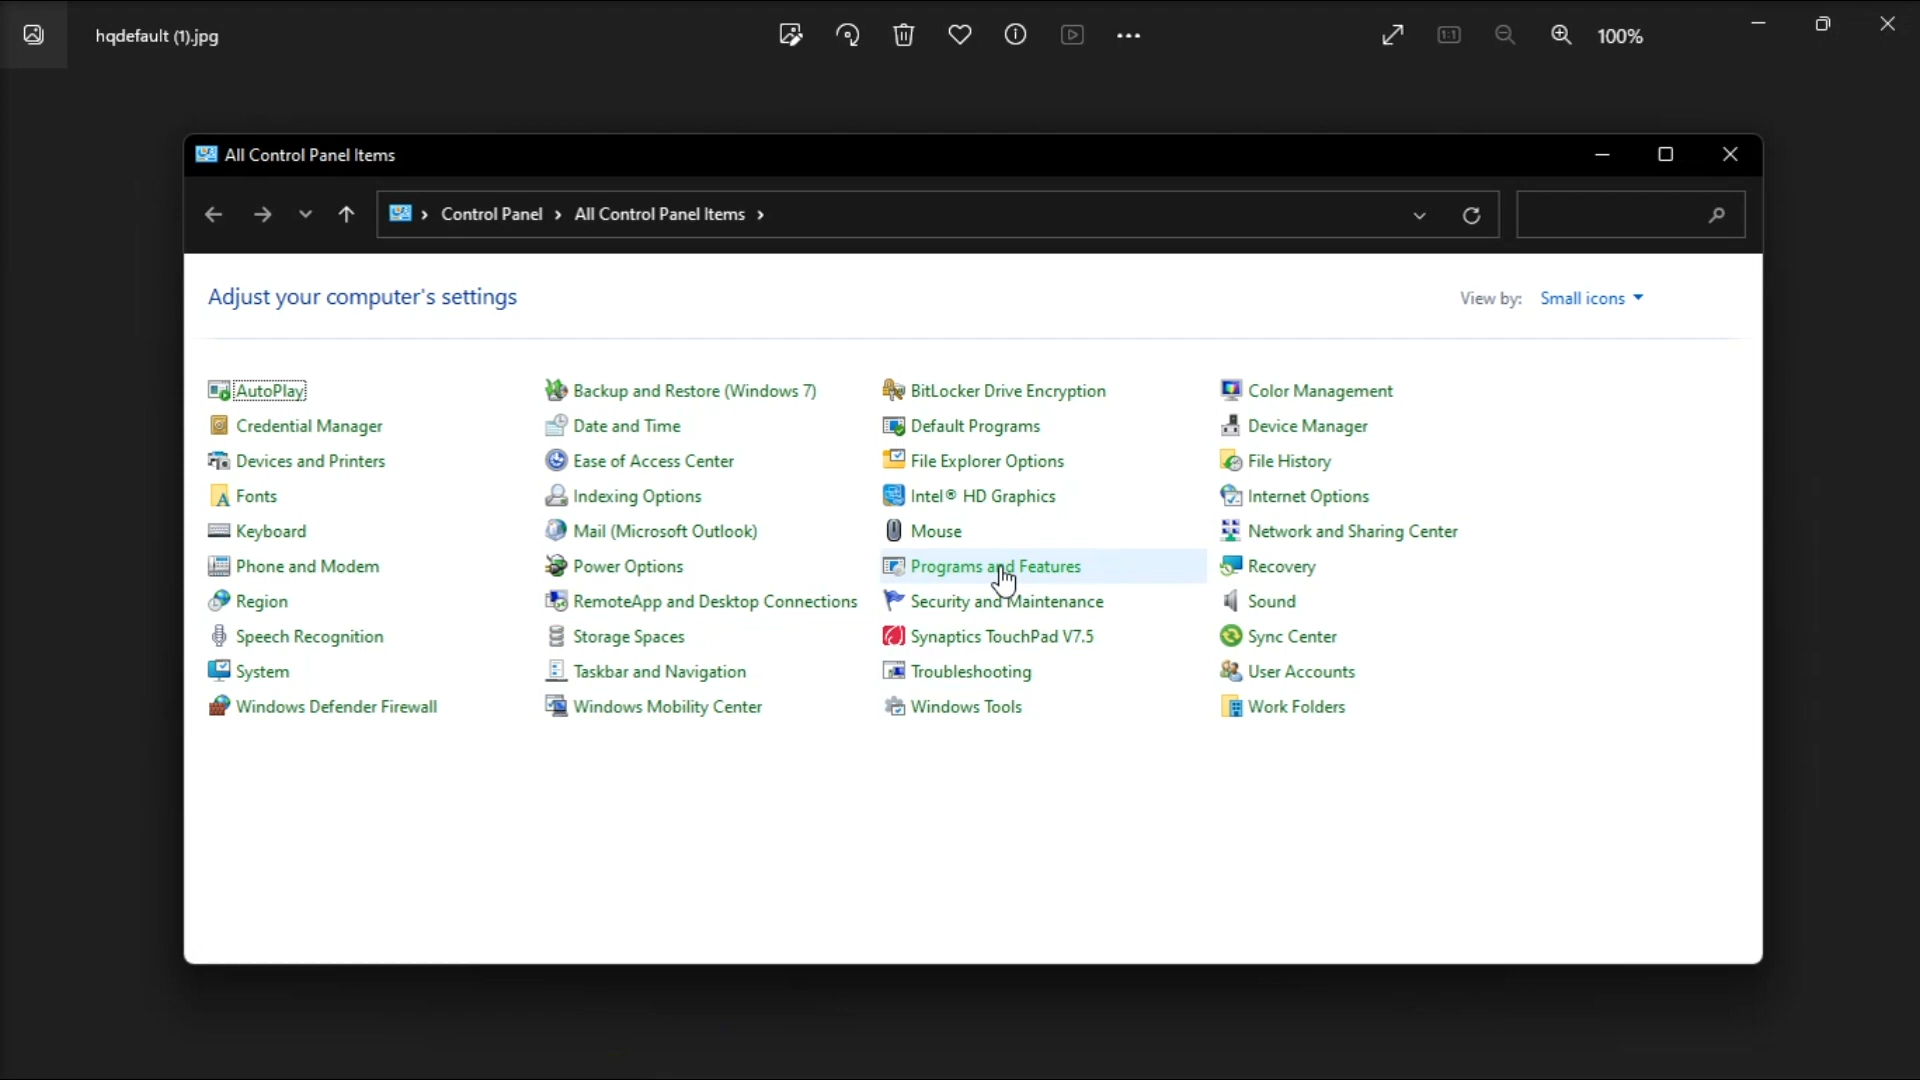 hqdefault (1).jpg
100%
All Control Panel Items
Control Panel > All Control Panel Items >
Adjust your computer's settings
View by: Small icons
AutoPlay
Backup and Restore (Windows 7)
BitLocker Drive Encryption
Color Management
Credential Manager
Date and Time
Default Programs
Device Manager
Devices and Printers
Ease of Access Center
File Explorer Options
File History
Fonts
Indexing Options
Intel® HD Graphics
Internet Options
Keyboard
Mail (Microsoft Outlook)
Mouse
Network and Sharing Center
Phone and Modem
Power Options
Programs and Features
Recovery
Region
RemoteApp and Desktop Connections
Security and Maintenance
Sound
Speech Recognition
Storage Spaces
Synaptics TouchPad V7.5
Sync Center
System
Taskbar and Navigation
Troubleshooting
User Accounts
Windows Defender Firewall
Windows Mobility Center
Windows Tools
Work Folders